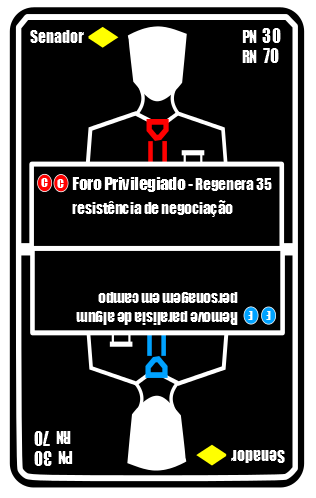 Senador PN 30
RN 70
C C Foro Privilegiado - Regenera 35
resistência de negociação
F F Remove paralisia de algum
personagem em campo
Senador PN 30
RN 70